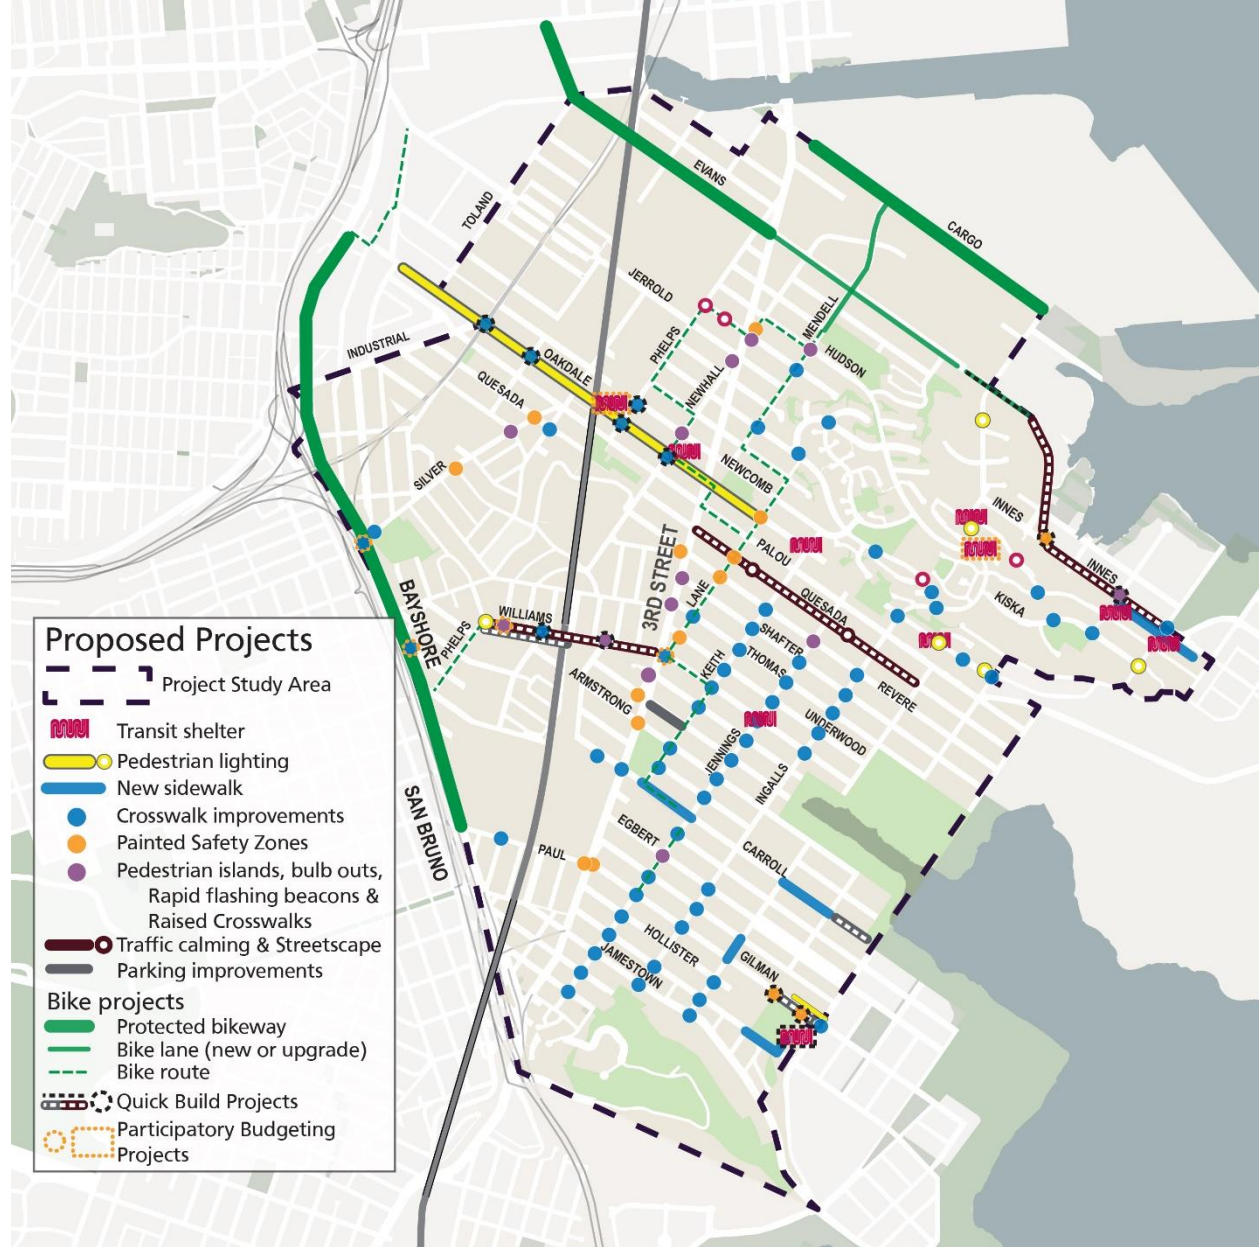 EVANS
TOLAND
CARGO
JERROLD
MENDELL
PHELPS
INDUSTRIAL
HUDSON
OAKDALE
NEWHALL
QUESADA
SILVER
NEWCOMB
INNES
3RD STREET
PALOU
INNES
BAYSHORE
LANE
QUESADA
KISKA
WILLIAMS
PHELPS
SHAFTER
KEITH
THOMAS
REVERE
ARMSTRONG
UNDERWOOD
JENNINGS
INGALLS
SAN BRUNO
EGBERT
PAUL
CARROLL
HOLLISTER
JAMESTOWN
GILMAN
Proposed Projects
Project Study Area
Transit shelter
Pedestrian lighting
New sidewalk
Crosswalk improvements
Painted Safety Zones
Pedestrian islands, bulb outs,
Rapid flashing beacons &
Raised Crosswalks
Traffic calming & Streetscape
Parking improvements
Bike projects
Protected bikeway
Bike lane (new or upgrade)
Bike route
Quick Build Projects
Participatory Budgeting
Projects